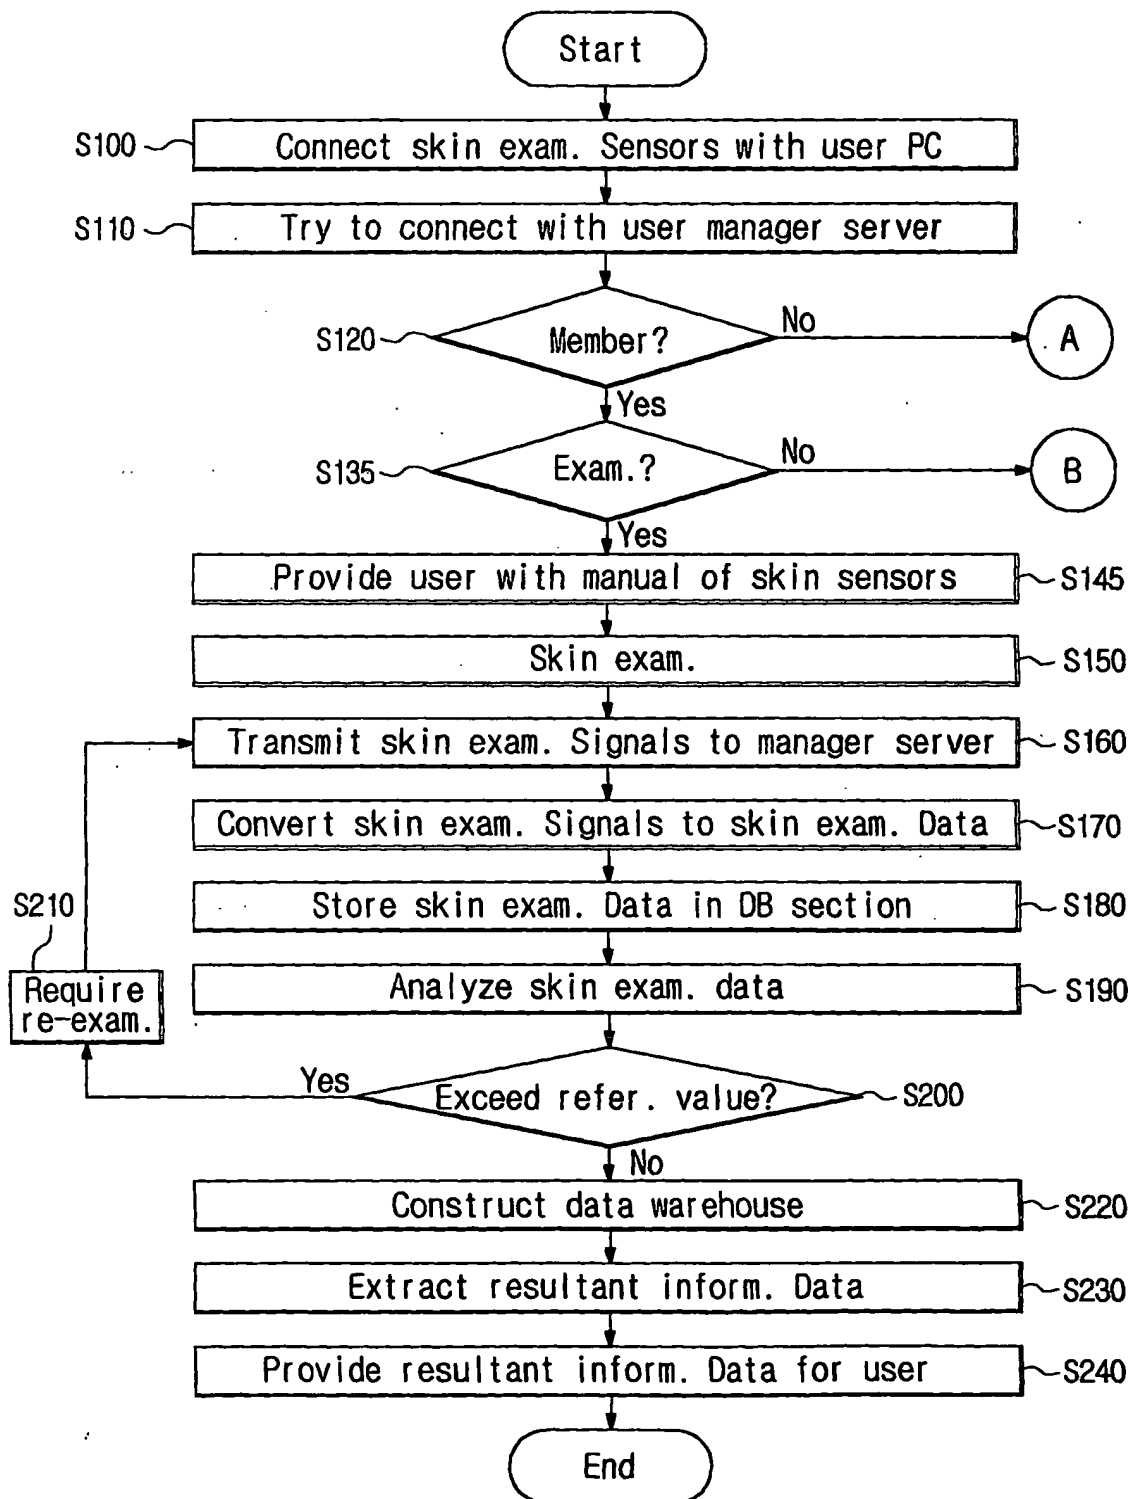 Start
S100
Connect skin exam. Sensors with user PC
S110
Try to connect with user manager server
S120
Member?
No
A
Yes
S135
Exam.?
No
B
Yes
Provide user with manual of skin sensors
S145
Skin exam.
S150
Transmit skin exam. Signals to manager server
S160
Convert skin exam. Signals to skin exam. Data
S170
S210
Store skin exam. Data in DB section
S180
Require
re-exam.
Analyze skin exam. data
S190
Yes
Exceed refer. value?
S200
No
Construct data warehouse
S220
Extract resultant inform. Data
S230
Provide resultant inform. Data for user
S240
End